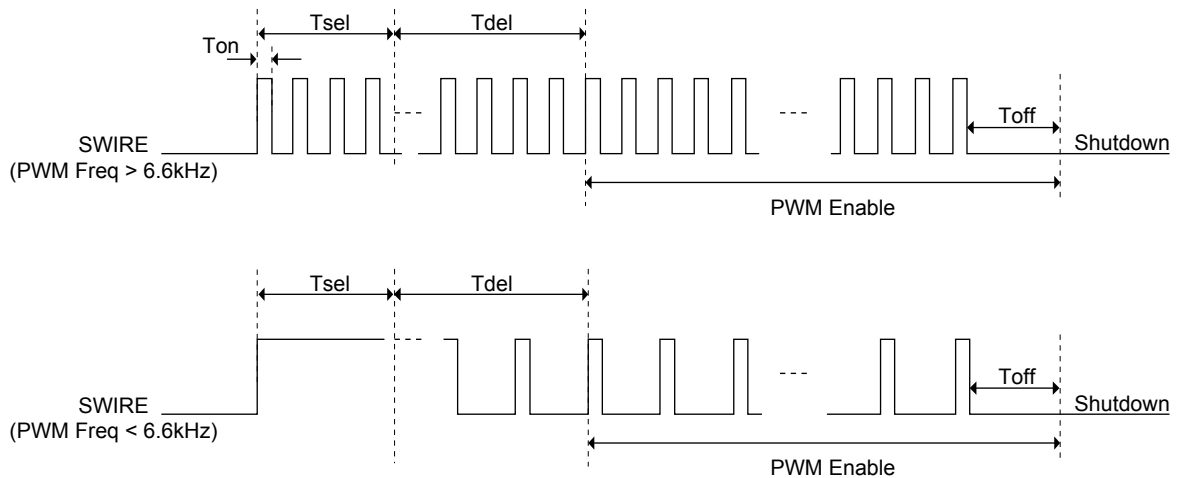 Tsel
Tdel
Ton
Toff
SWIRE
Shutdown
(PWM Freq > 6.6kHz)
PWM Enable
Tsel
Tdel
Toff
SWIRE
Shutdown
(PWM Freq < 6.6kHz)
PWM Enable